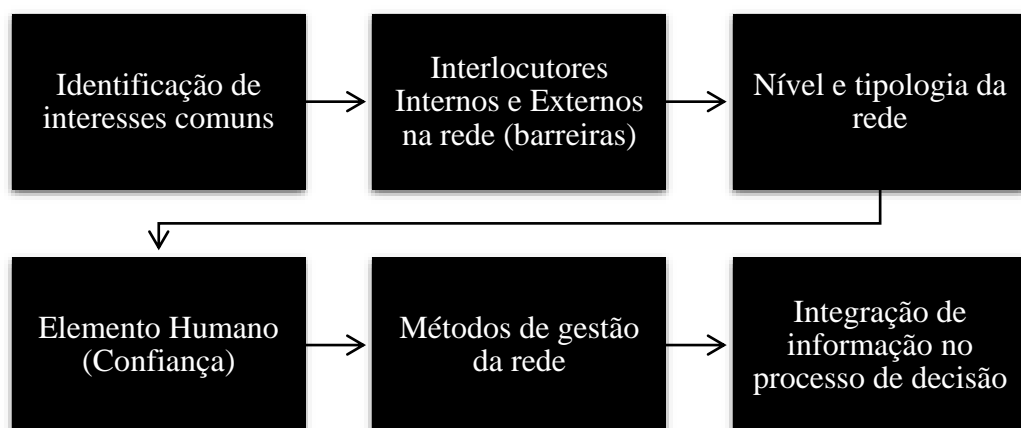 Identificação de
interesses comuns
Interlocutores
Internos e Externos
na rede (barreiras)
Nível e tipologia da
rede
Elemento Humano
(Confiança)
Métodos de gestão
da rede
Integração de
informação no
processo de decisão